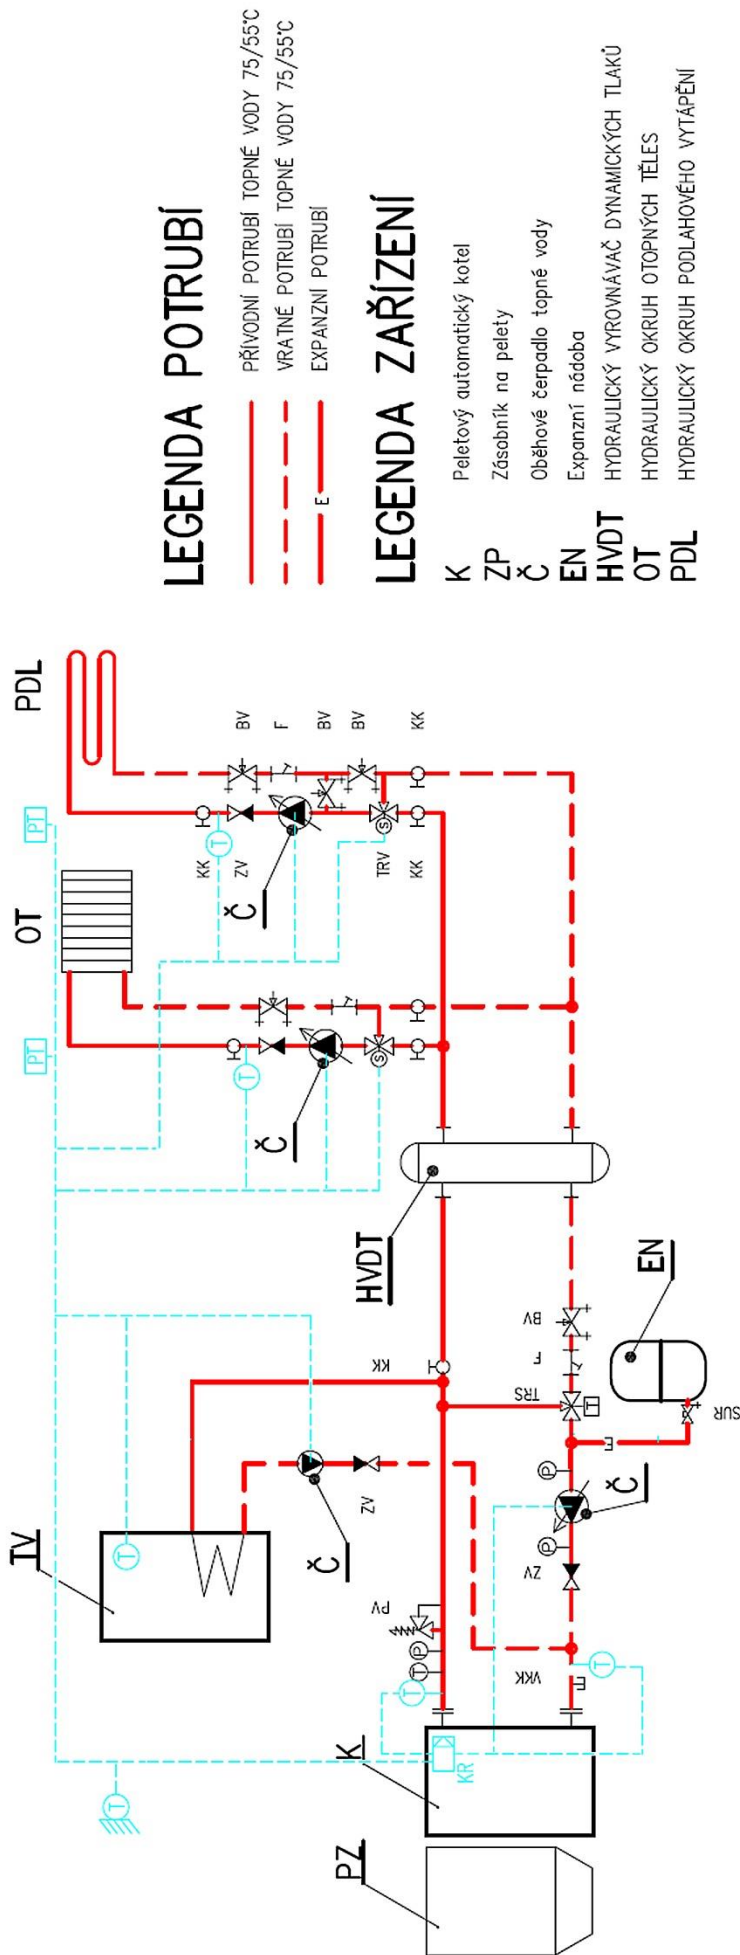 LEGENDA POTRUBÍ
PŘÍVODNÍ POTRUBÍ TOPNÉ VODY 75/55°C
VRATNÉ POTRUBÍ TOPNÉ VODY 75/55°C
E EXPANZNÍ POTRUBÍ
LEGENDA ZAŘÍZENÍ
K Peletový automatický kotel
ZP Zásobník na pelety
Č Oběhové čerpadlo topné vody
EN Expanzní nádoba
HVDT HYDRAULICKÝ VYROVNÁVAČ DYNAMICKÝCH TLAKŮ
OT HYDRAULICKÝ OKRUH OTOPNÝCH TĚLES
PDL HYDRAULICKÝ OKRUH PODLAHOVÉHO VYTÁPĚNÍ
TV
OT
PDL
PT
PT
T
T
T
T
KK
ZV
BV
F
BV
BV
Č
Č
Č
TRV
S
S
KK
KK
ZV
HVDT
KK
PV
T
P
T
K
KR
PZ
VKK
T
ZV
P
P
Č
TRS
T
F
BV
E
SUR
EN